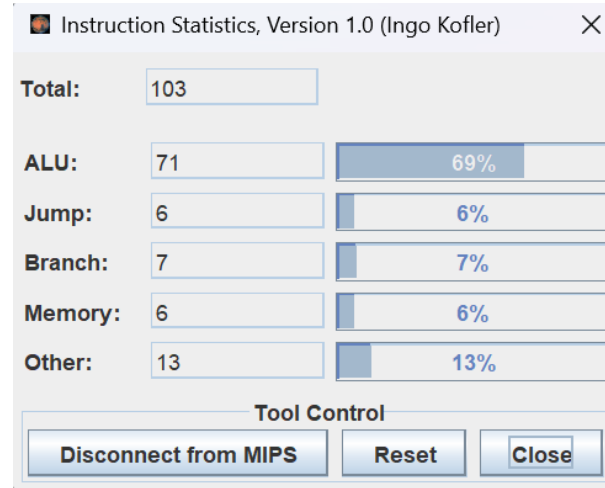 Instruction Statistics, Version 1.0 (Ingo Kofler)
Total: 103
ALU: 71 69%
Jump: 6 6%
Branch: 7 7%
Memory: 6 6%
Other: 13 13%
Tool Control
Disconnect from MIPS Reset Close